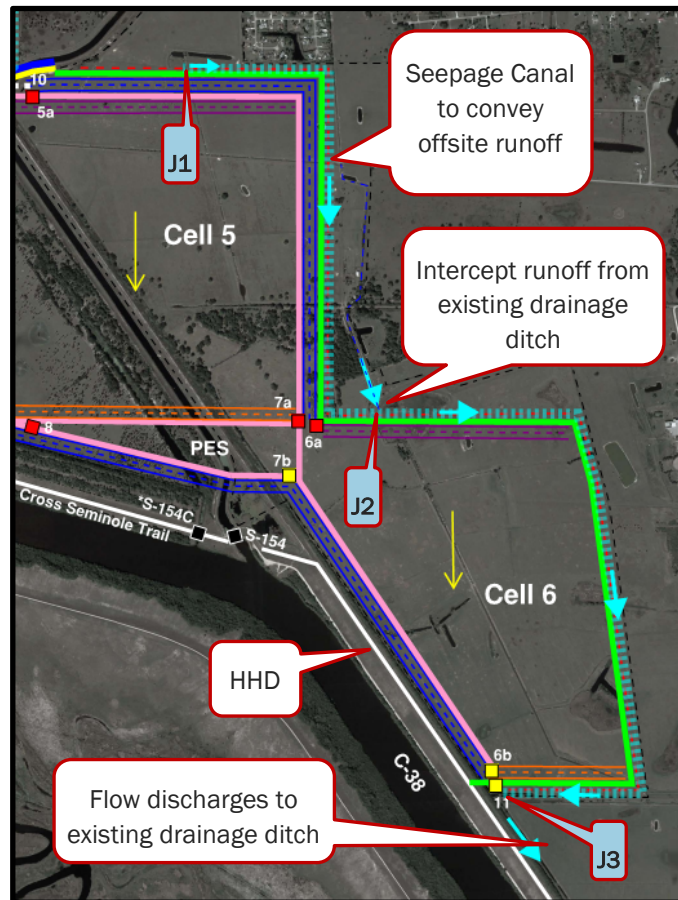 10
5a
J1
Seepage Canal
to convey
offsite runoff
Cell 5
Intercept runoff from
existing drainage
ditch
7a
6a
8
PES
7b
J2
*S-154C
S-154
Cross Seminole Trail
Cell 6
HHD
C-38
6b
11
Flow discharges to
existing drainage ditch
J3